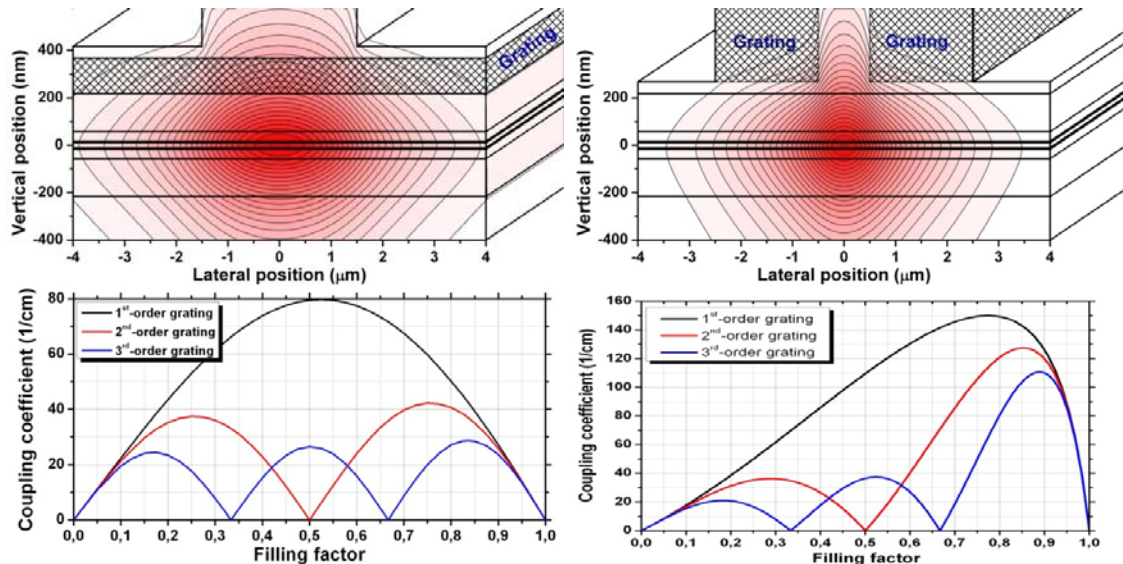 Vertical position (nm)
400
200
0
-200
-400
Grating
-4 -3 -2 -1 0 1 2 3 4
Lateral position (μm)
Vertical position (nm)
400
200
0
-200
-400
Grating Grating
-4 -3 -2 -1 0 1 2 3 4
Lateral position (μm)
Coupling coefficient (1/cm)
80
60
40
20
0
1st-order grating
2nd-order grating
3rd-order grating
0,0 0,1 0,2 0,3 0,4 0,5 0,6 0,7 0,8 0,9 1,0
Filling factor
Coupling coefficient (1/cm)
160
140
120
100
80
60
40
20
0
1st-order grating
2nd-order grating
3rd-order grating
0,0 0,1 0,2 0,3 0,4 0,5 0,6 0,7 0,8 0,9 1,0
Filling factor